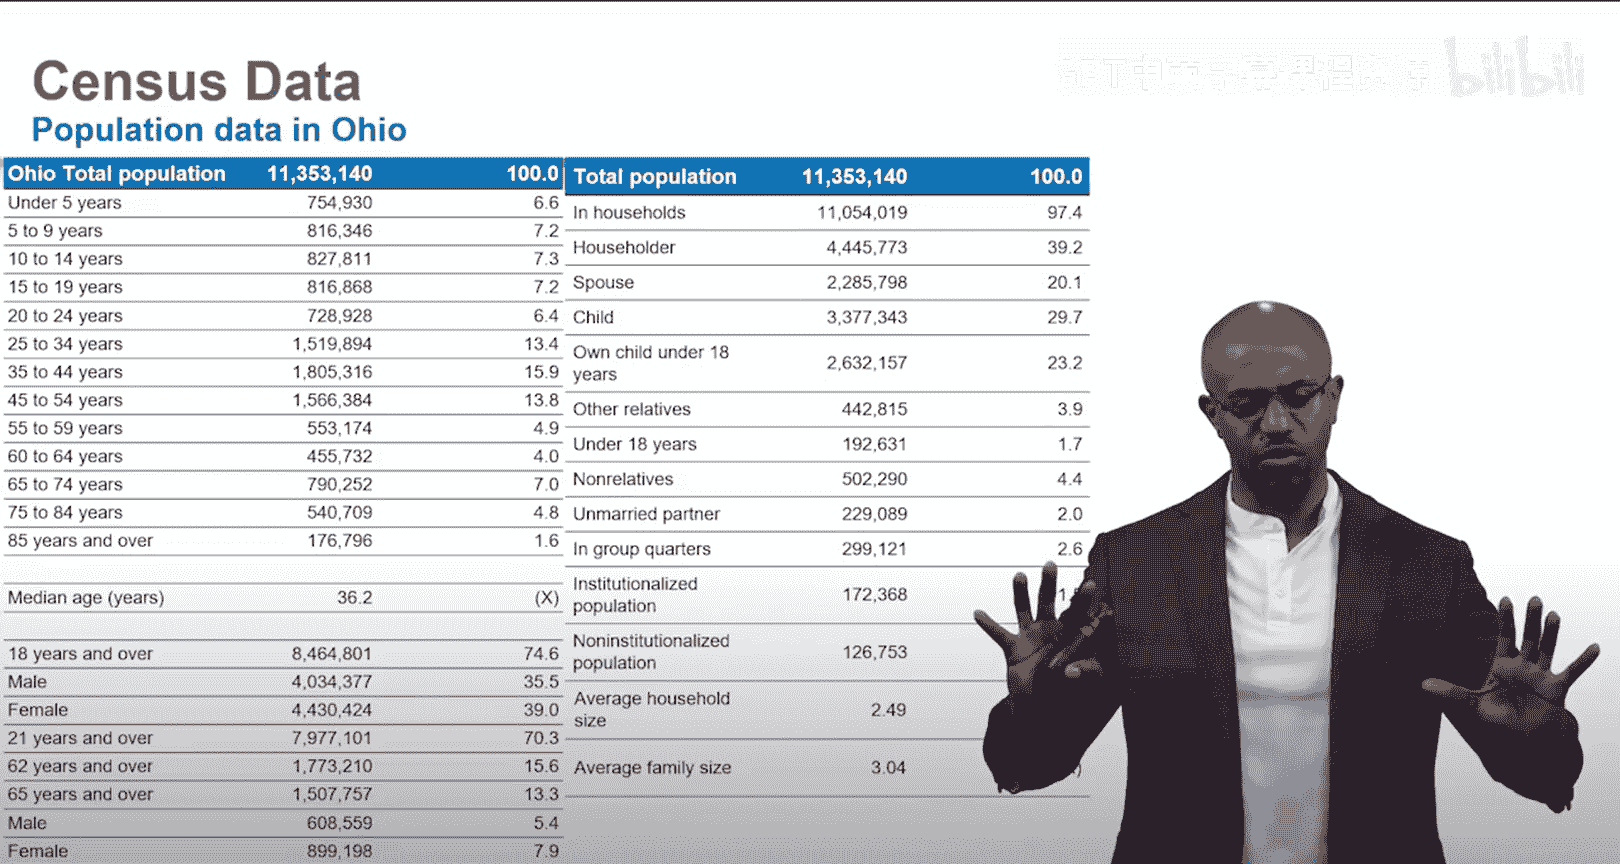 bilibili
Census Data
Population data in Ohio
Ohio Total population 11,353,140 100.0
Under 5 years 754,930 6.6
5 to 9 years 816,346 7.2
10 to 14 years 827,811 7.3
15 to 19 years 816,868 7.2
20 to 24 years 728,928 6.4
25 to 34 years 1,519,894 13.4
35 to 44 years 1,805,316 15.9
45 to 54 years 1,566,384 13.8
55 to 59 years 553,174 4.9
60 to 64 years 455,732 4.0
65 to 74 years 790,252 7.0
75 to 84 years 540,709 4.8
85 years and over 176,796 1.6
Median age (years) 36.2 (X)
18 years and over 8,464,801 74.6
Male 4,034,377 35.5
Female 4,430,424 39.0
21 years and over 7,977,101 70.3
62 years and over 1,773,210 15.6
65 years and over 1,507,757 13.3
Male 608,559 5.4
Female 899,198 7.9
Total population 11,353,140 100.0
In households 11,054,019 97.4
Householder 4,445,773 39.2
Spouse 2,285,798 20.1
Child 3,377,343 29.7
Own child under 18
years 2,632,157 23.2
Other relatives 442,815 3.9
Under 18 years 192,631 1.7
Nonrelatives 502,290 4.4
Unmarried partner 229,089 2.0
In group quarters 299,121 2.6
Institutionalized
population 172,368
Noninstitutionalized
population 126,753
Average household
size 2.49
Average family size 3.04